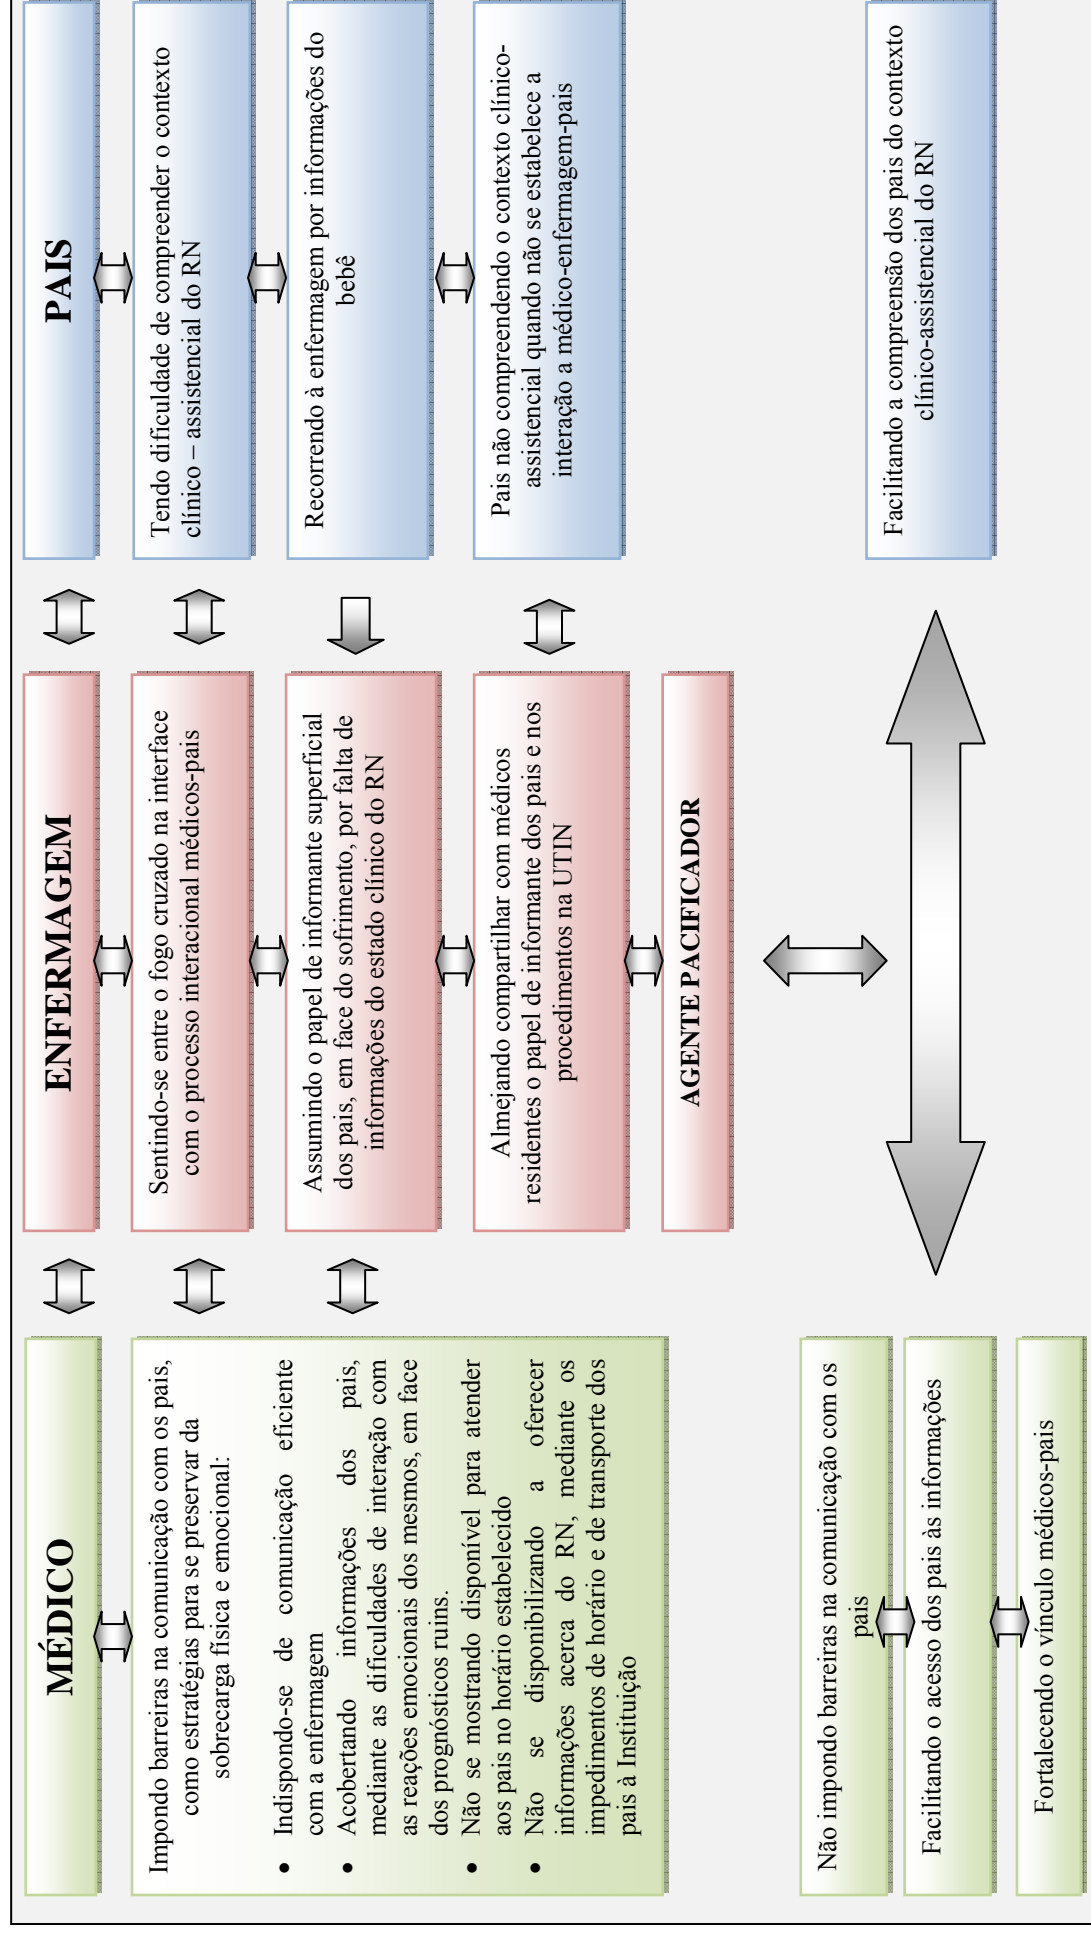 MÉDICO
Impondo barreiras na comunicação com os pais,
como estratégias para se preservar da
sobrecarga física e emocional:
• Indispondo-se de comunicação eficiente
com a enfermagem
• Acobertando informações dos pais,
mediante as dificuldades de interação com
as reações emocionais dos mesmos, em face
dos prognósticos ruins.
• Não se mostrando disponível para atender
aos pais no horário estabelecido
• Não se disponibilizando a oferecer
informações acerca do RN, mediante os
impedimentos de horário e de transporte dos
pais à Instituição
Não impondo barreiras na comunicação com os
pais
Facilitando o acesso dos pais às informações
Fortalecendo o vínculo médicos-pais
ENFERMAGEM
Sentindo-se entre o fogo cruzado na interface
com o processo interacional médicos-pais
Assumindo o papel de informante superficial
dos pais, em face do sofrimento, por falta de
informações do estado clínico do RN
Almejando compartilhar com médicos
residentes o papel de informante dos pais e nos
procedimentos na UTIN
AGENTE PACIFICADOR
PAIS
Tendo dificuldade de compreender o contexto
clínico – assistencial do RN
Recorrendo à enfermagem por informações do
bebê
Pais não compreendendo o contexto clínico-
assistencial quando não se estabelece a
interação a médico-enfermagem-pais
Facilitando a compreensão dos pais do contexto
clínico-assistencial do RN